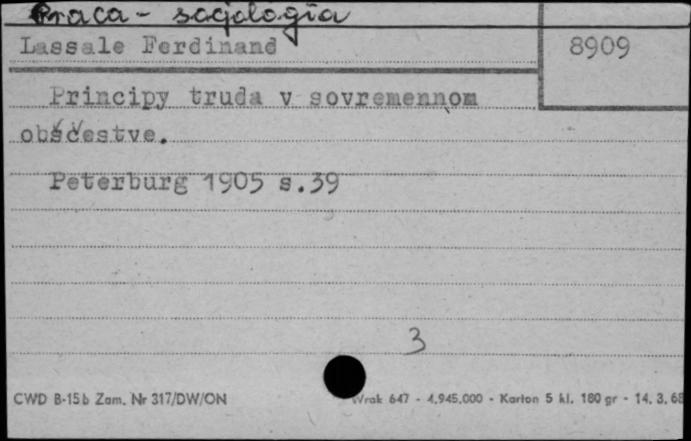 Praca - socjologia
Lassale Ferdinand
8909
Principy truda v sovremennom
obščestve.
Peterburg 1905 s.39
3
CWD B-15b Zam. Nr 317/DW/ON
Wrak 647 - 4.945.000 - Karton 5 kl. 180 gr - 14. 3. 68